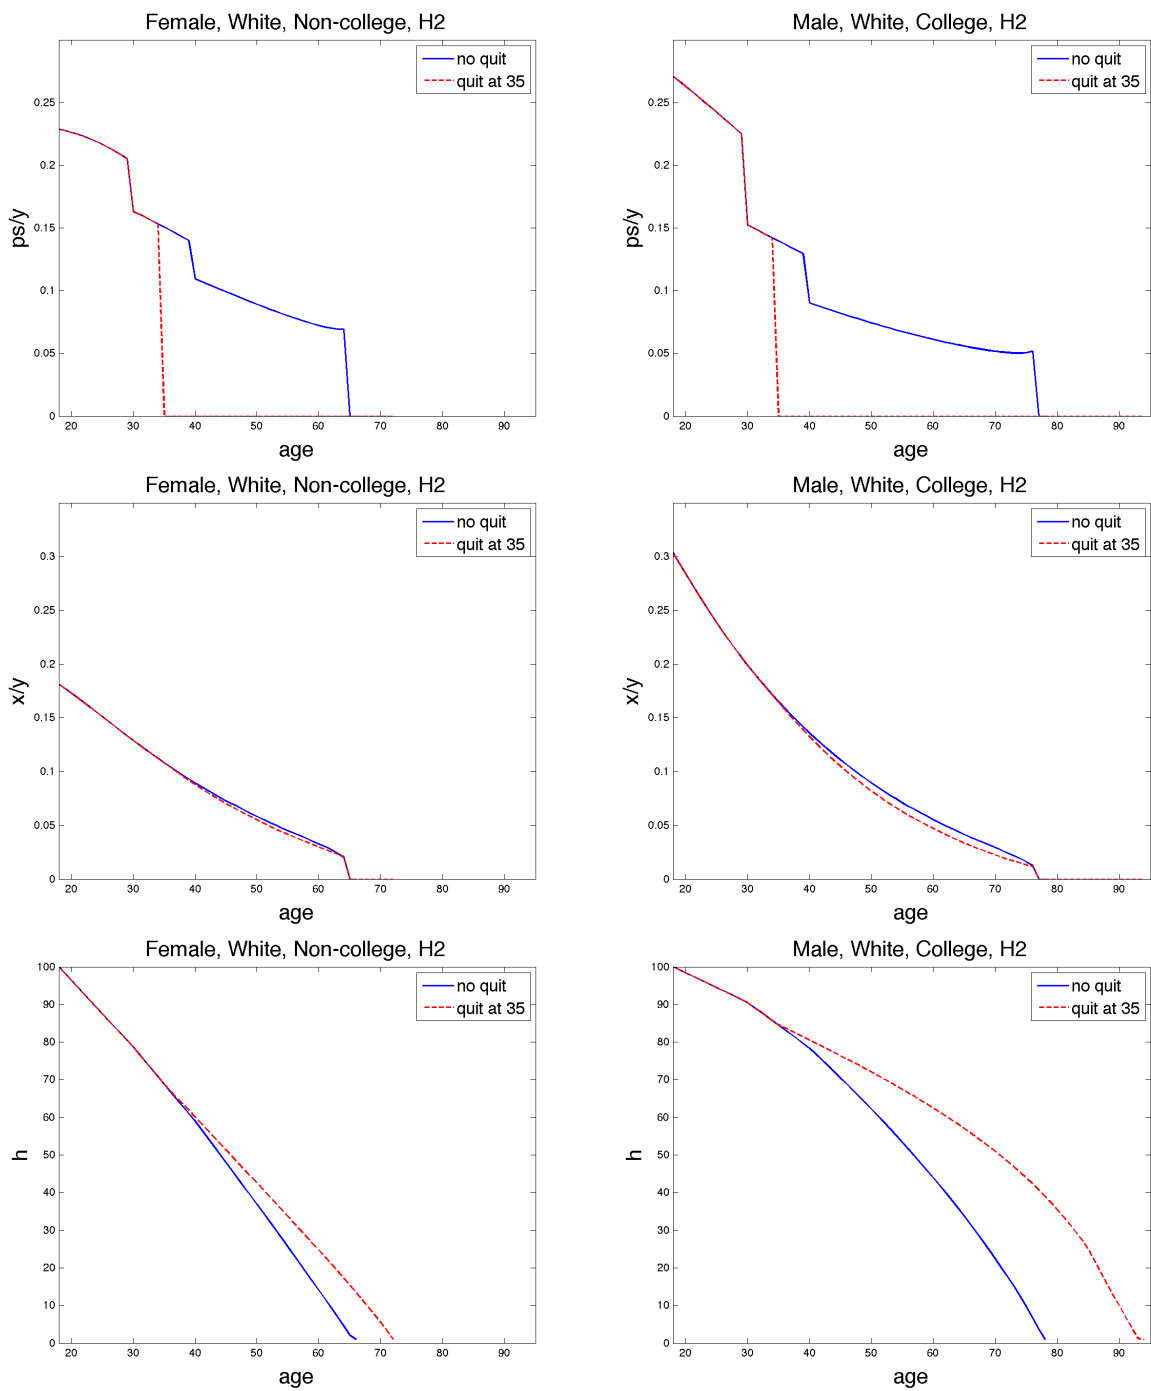 Female, White, Non-college, H2
no quit
quit at 35
0.25
0.2
0.15
0.1
0.05
0
ps/y
20 30 40 50 60 70 80 90
age
Male, White, College, H2
no quit
quit at 35
0.25
0.2
0.15
0.1
0.05
0
ps/y
20 30 40 50 60 70 80 90
age
Female, White, Non-college, H2
no quit
quit at 35
0.3
0.25
0.2
0.15
0.1
0.05
0
x/y
20 30 40 50 60 70 80 90
age
Male, White, College, H2
no quit
quit at 35
0.3
0.25
0.2
0.15
0.1
0.05
0
x/y
20 30 40 50 60 70 80 90
age
Female, White, Non-college, H2
no quit
quit at 35
100
90
80
70
60
50
40
30
20
10
0
h
20 30 40 50 60 70 80 90
age
Male, White, College, H2
no quit
quit at 35
100
90
80
70
60
50
40
30
20
10
0
h
20 30 40 50 60 70 80 90
age